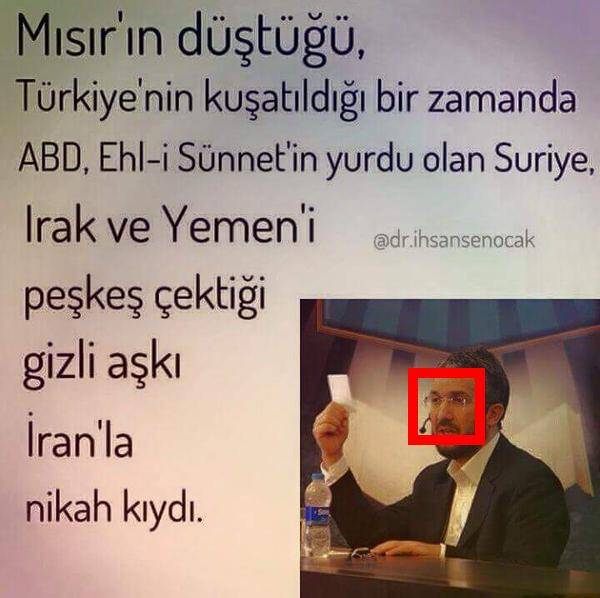 Mısır'ın düştüğü,
Türkiye'nin kuşatıldığı bir zamanda
ABD, Ehl-i Sünnet'in yurdu olan Suriye,
Irak ve Yemen'i
@dr.ihsansenocak
peşkeş çektiği
gizli aşkı
İran'la
nikah kıydı.